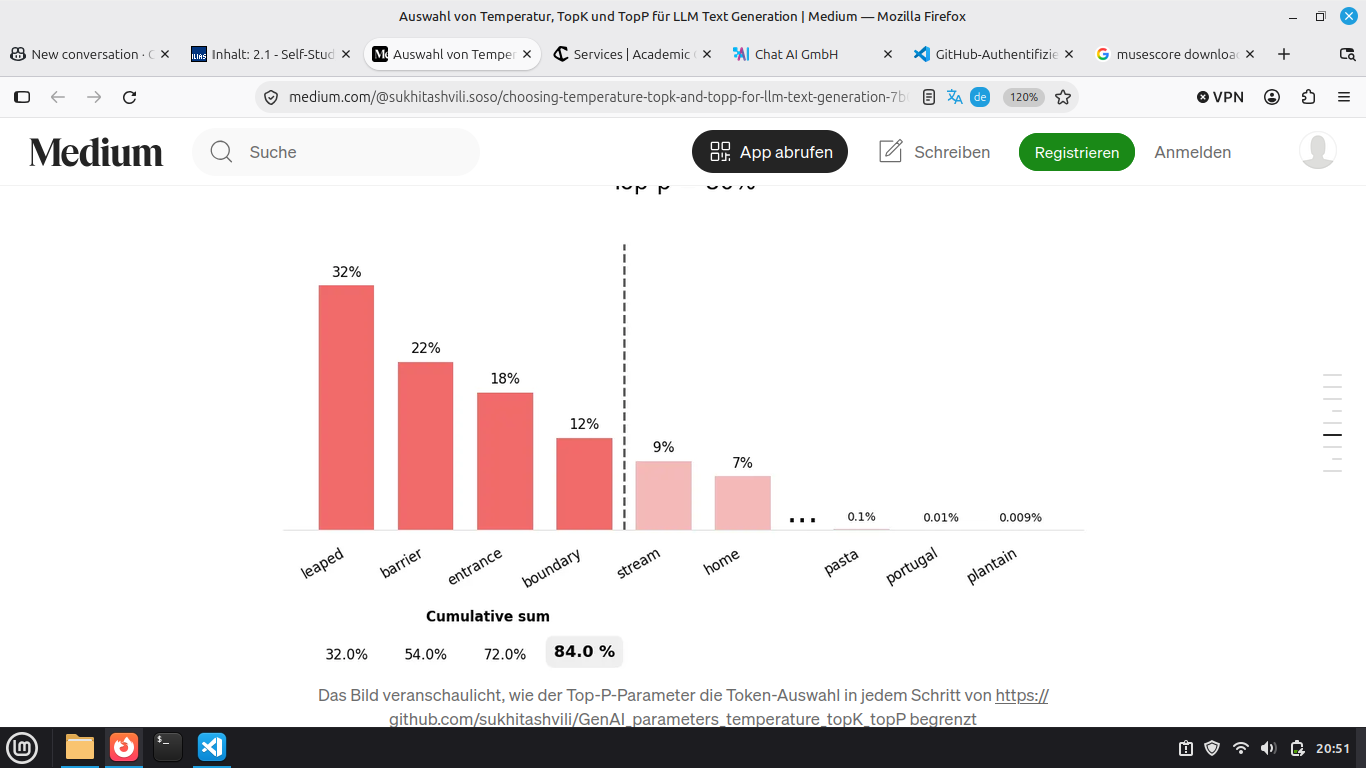 Auswahl von Temperatur, TopK und TopP für LLM Text Generation | Medium — Mozilla Firefox
New conversation · C
Inhalt: 2.1 - Self-Stud
Auswahl von Temper
Services | Academic
Chat AI GmbH
GitHub-Authentifizie
musescore downloa
medium.com/@sukhitashvili.soso/choosing-temperature-topk-and-topp-for-llm-text-generation-7b
de
120%
VPN
Medium
Suche
App abrufen
Schreiben
Registrieren
Anmelden
32%
22%
18%
12%
9%
7%
...
0.1%
0.01%
0.009%
leaped
barrier
entrance
boundary
stream
home
pasta
portugal
plantain
Cumulative sum
32.0%
54.0%
72.0%
84.0 %
Das Bild veranschaulicht, wie der Top-P-Parameter die Token-Auswahl in jedem Schritt von https://
github.com/sukhitashvili/GenAI_parameters_temperature_topK_topP begrenzt
20:51